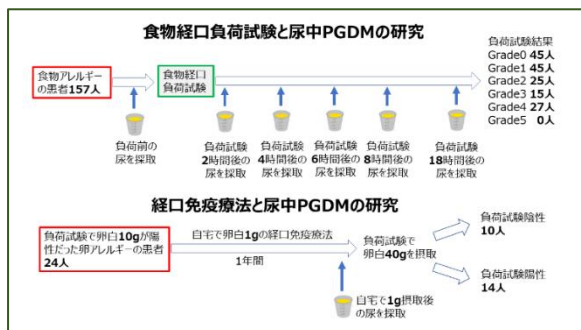 食物経口負荷試験と尿中PGDMの研究
食物アレルギー
の患者157人
食物経口
負荷試験
負荷試験結果
Grade0 45人
Grade1 45人
Grade2 25人
Grade3 15人
Grade4 27人
Grade5 0人
負荷前の
尿を採取
負荷試験
2時間後の
尿を採取
負荷試験
4時間後の
尿を採取
負荷試験
6時間後の
尿を採取
負荷試験
8時間後の
尿を採取
負荷試験
18時間後の
尿を採取
経口免疫療法と尿中PGDMの研究
負荷試験で卵白10gが陽
性だった卵アレルギーの患者
24人
自宅で卵白1gの経口免疫療法
1年間
負荷試験で
卵白40gを摂取
負荷試験陰性
10人
負荷試験陽性
14人
自宅で1g摂取後
の尿を採取